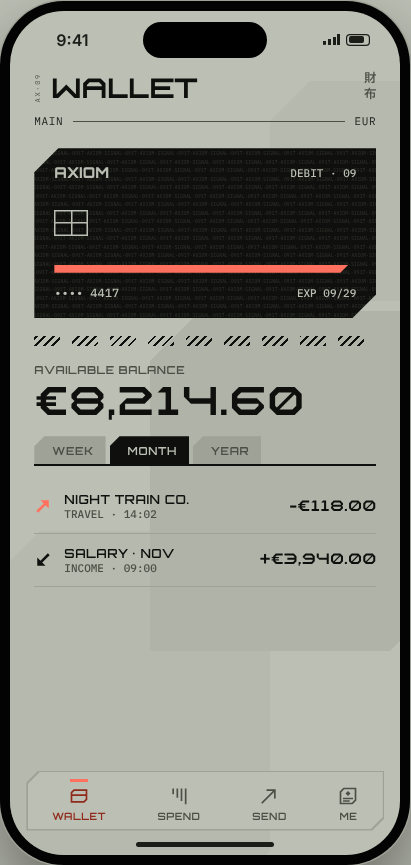 9:41
AX·09
WALLET
財布
MAIN
EUR
AXIOM
DEBIT · 09
•••• 4417
EXP 09/29
AVAILABLE BALANCE
€8,214.60
WEEK MONTH YEAR
NIGHT TRAIN CO.
-€118.00
TRAVEL · 14:02
SALARY · NOV
+€3,940.00
INCOME · 09:00
WALLET SPEND SEND ME